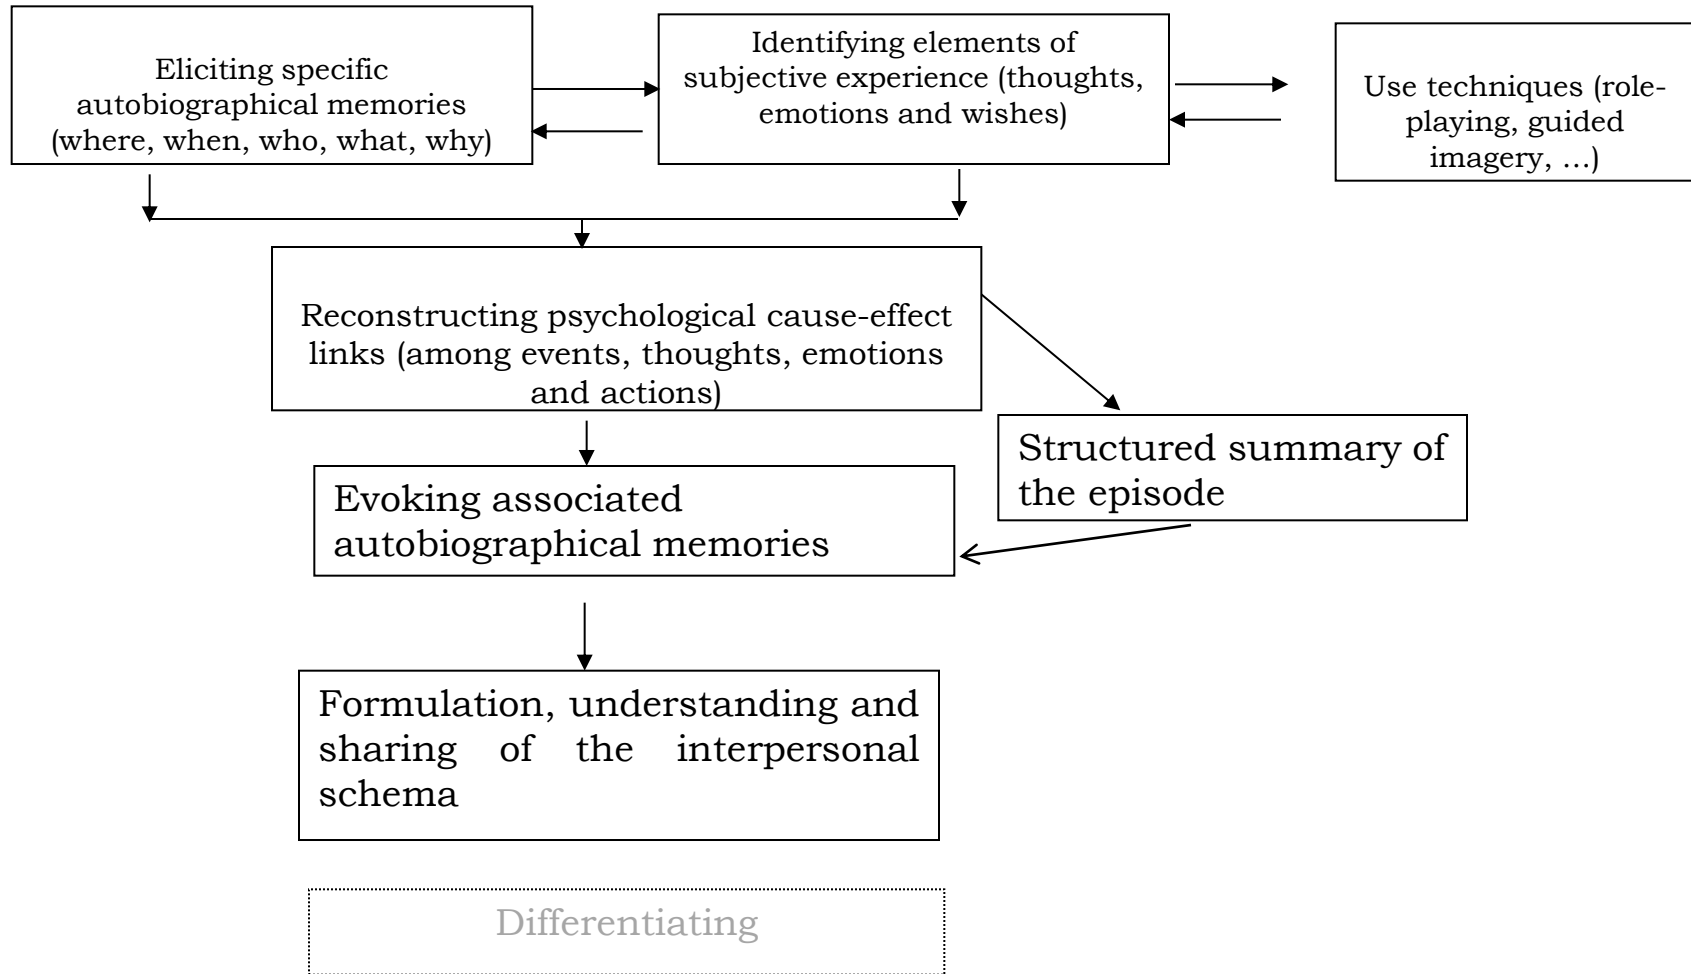 Eliciting specific
autobiographical memories
(where, when, who, what, why)
Identifying elements of
subjective experience (thoughts,
emotions and wishes)
Use techniques (role-
playing, guided
imagery, ...)
Reconstructing psychological cause-effect
links (among events, thoughts, emotions
and actions)
Structured summary of
the episode
Evoking associated
autobiographical memories
Formulation, understanding and
sharing of the interpersonal
schema
Differentiating